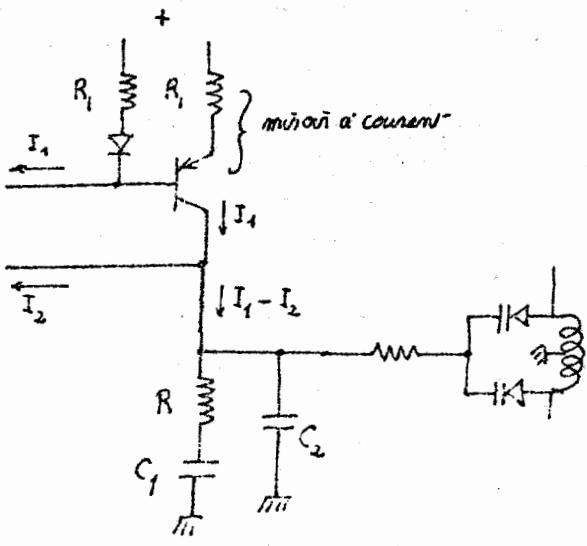 +
R₁ R₁
miroir à courant
I₁
I₁
I₂
I₁ - I₂
R
C₁
C₂